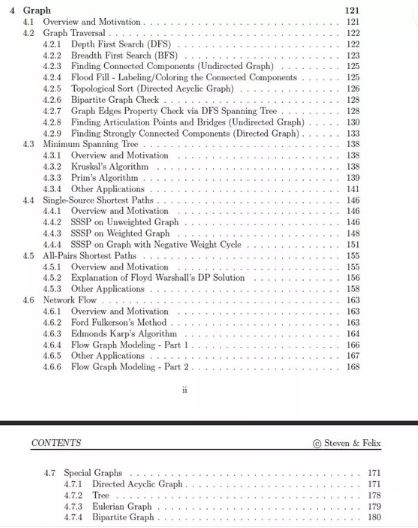 4 Graph 121
4.1 Overview and Motivation . . . . . . . . . . . . . . . . . . . . 121
4.2 Graph Traversal . . . . . . . . . . . . . . . . . . . . 122
4.2.1 Depth First Search (DFS) . . . . . . . . . . . . . . . . 122
4.2.2 Breadth First Search (BFS) . . . . . . . . . . . . . . . . 123
4.2.3 Finding Connected Components (Undirected Graph) . . . . . . 125
4.2.4 Flood Fill - Labeling/Coloring the Connected Components . . . . . 125
4.2.5 Topological Sort (Directed Acyclic Graph) . . . . . . . . . . 126
4.2.6 Bipartite Graph Check . . . . . . . . . . . . . . . . 128
4.2.7 Graph Edges Property Check via DFS Spanning Tree . . . . . . 128
4.2.8 Finding Articulation Points and Bridges (Undirected Graph) . . . . . 130
4.2.9 Finding Strongly Connected Components (Directed Graph) . . . . . 133
4.3 Minimum Spanning Tree . . . . . . . . . . . . . . . . . . . . 138
4.3.1 Overview and Motivation . . . . . . . . . . . . . . . . 138
4.3.2 Kruskal's Algorithm . . . . . . . . . . . . . . . . 138
4.3.3 Prim's Algorithm . . . . . . . . . . . . . . . . 139
4.3.4 Other Applications . . . . . . . . . . . . . . . . 141
4.4 Single-Source Shortest Paths . . . . . . . . . . . . . . . . . . 146
4.4.1 Overview and Motivation . . . . . . . . . . . . . . . . 146
4.4.2 SSSP on Unweighted Graph . . . . . . . . . . . . . . . . 146
4.4.3 SSSP on Weighted Graph . . . . . . . . . . . . . . . . 148
4.4.4 SSSP on Graph with Negative Weight Cycle . . . . . . . . . . 151
4.5 All-Pairs Shortest Paths . . . . . . . . . . . . . . . . . . . . 155
4.5.1 Overview and Motivation . . . . . . . . . . . . . . . . 155
4.5.2 Explanation of Floyd Warshall's DP Solution . . . . . . . . . . 156
4.5.3 Other Applications . . . . . . . . . . . . . . . . 158
4.6 Network Flow . . . . . . . . . . . . . . . . . . . . 163
4.6.1 Overview and Motivation . . . . . . . . . . . . . . . . 163
4.6.2 Ford Fulkerson's Method . . . . . . . . . . . . . . . . 163
4.6.3 Edmonds Karp's Algorithm . . . . . . . . . . . . . . . . 164
4.6.4 Flow Graph Modeling - Part 1 . . . . . . . . . . . . . . . . 166
4.6.5 Other Applications . . . . . . . . . . . . . . . . 167
4.6.6 Flow Graph Modeling - Part 2 . . . . . . . . . . . . . . . . 168
ii
CONTENTS © Steven & Felix
4.7 Special Graphs . . . . . . . . . . . . . . . . . . . . 171
4.7.1 Directed Acyclic Graph . . . . . . . . . . . . . . . . 171
4.7.2 Tree . . . . . . . . . . . . . . . . . . . . 178
4.7.3 Eulerian Graph . . . . . . . . . . . . . . . . 179
4.7.4 Bipartite Graph . . . . . . . . . . . . . . . . 180